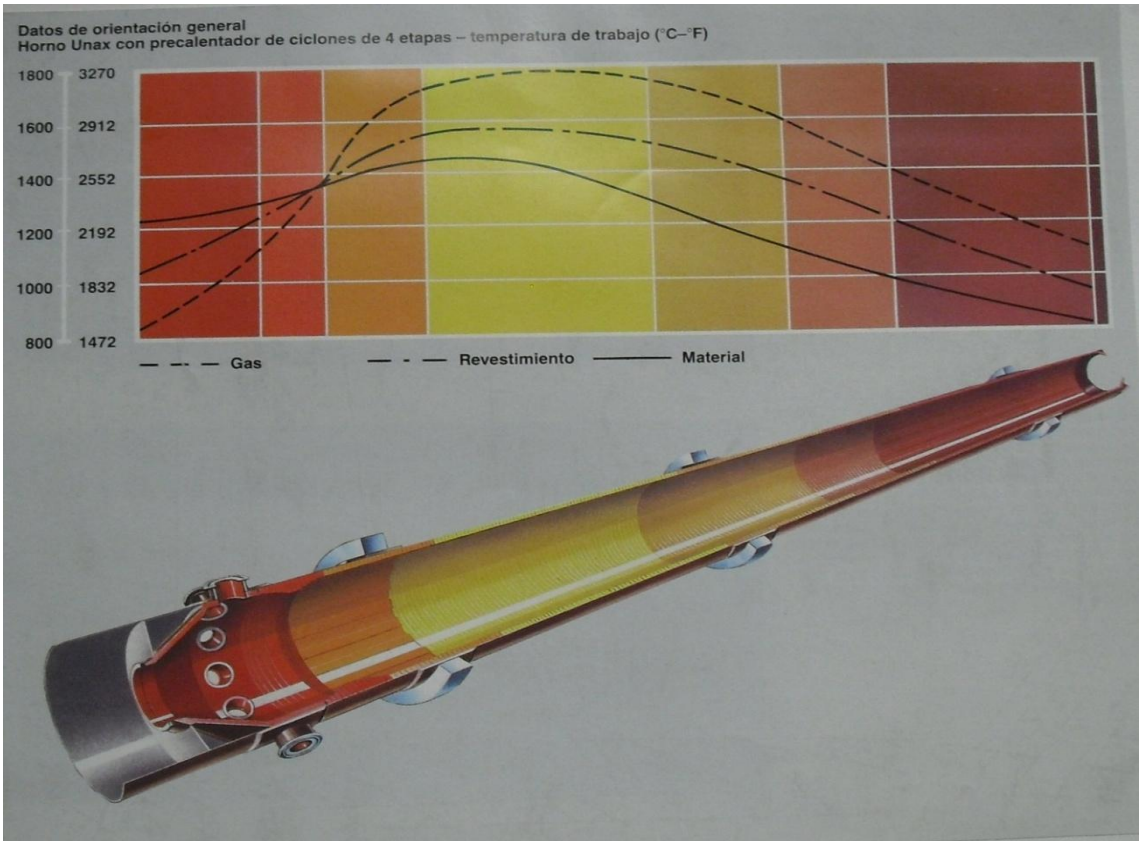 Datos de orientación general
Horno Unax con precalentador de ciclones de 4 etapas – temperatura de trabajo (°C–°F)
1800 3270
1600 2912
1400 2552
1200 2192
1000 1832
800 1472
Gas Revestimiento Material